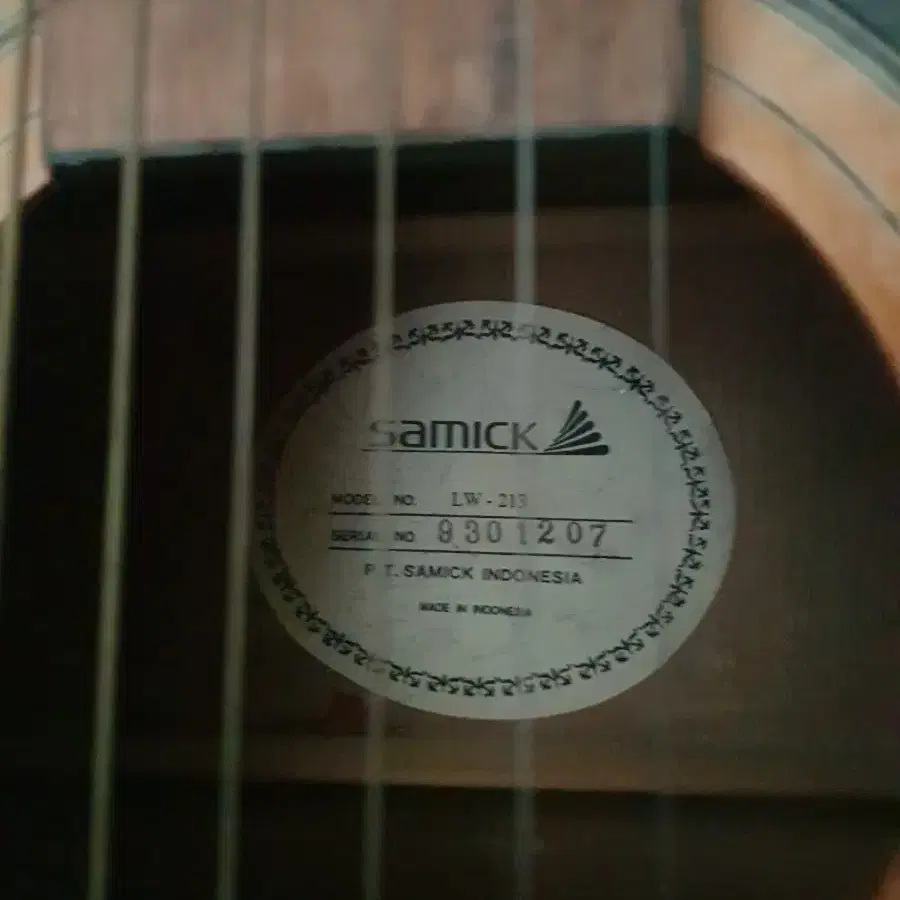 SAMICK
MODEL NO. LW-213
SERIAL NO. 9301207
P.T. SAMICK INDONESIA
MADE IN INDONESIA